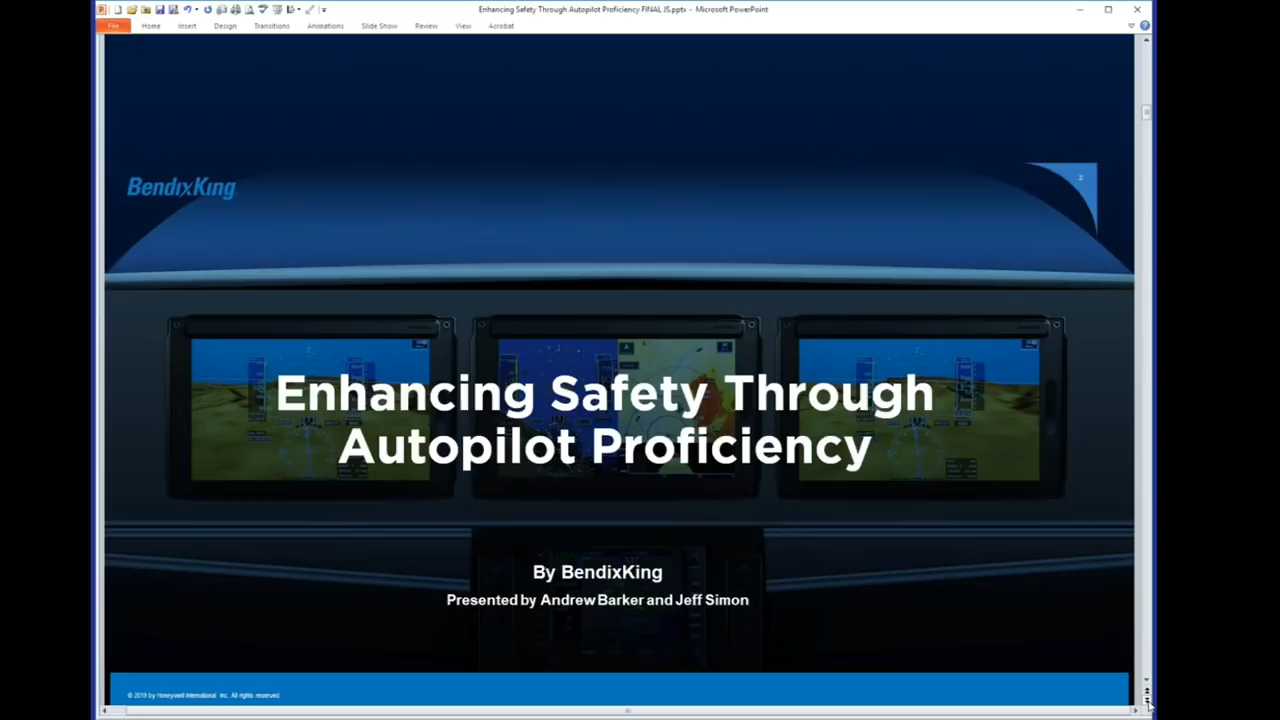 Enhancing Safety Through Autopilot Proficiency FINAL JS.pptx - Microsoft PowerPoint
File Home Insert Design Transitions Animations Slide Show Review View Acrobat
BendixKing
2
Enhancing Safety Through
Autopilot Proficiency
By BendixKing
Presented by Andrew Barker and Jeff Simon
© 2019 by Honeywell International Inc. All rights reserved.